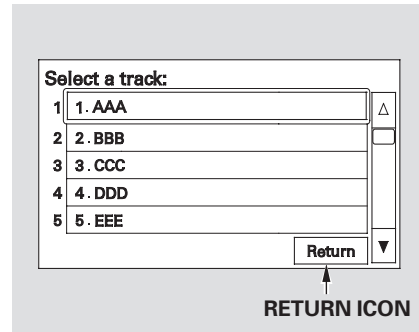 Select a track:
1 1. AAA
2 2. BBB
3 3. CCC
4 4. DDD
5 5. EEE
Return
RETURN ICON